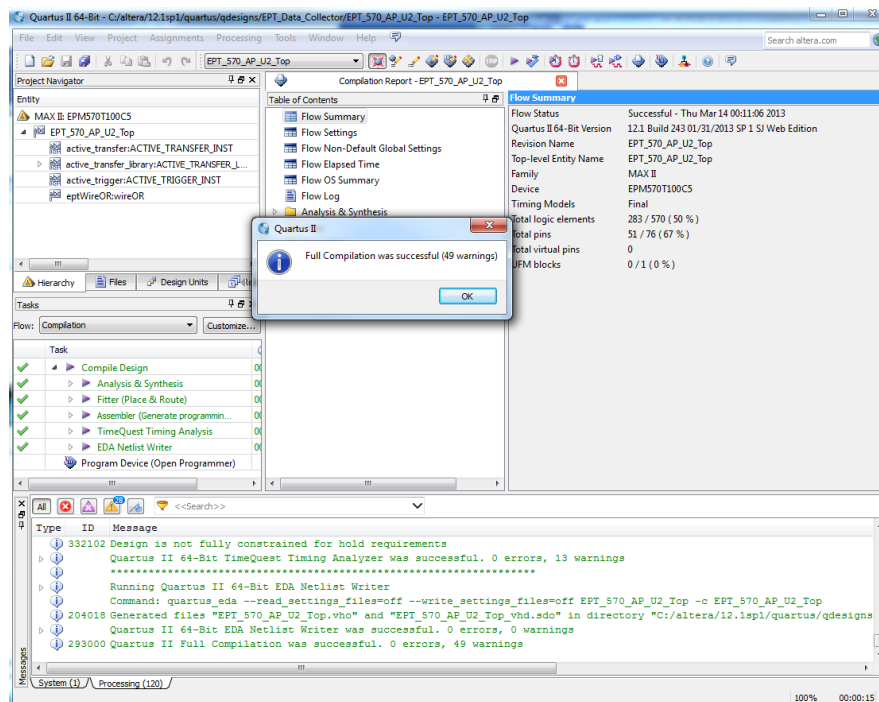 Quartus II 64-Bit - C:/altera/12.1sp1/quartus/qdesigns/EPT_Data_Collector/EPT_570_AP_U2_Top - EPT_570_AP_U2_Top
File Edit View Project Assignments Processing Tools Window Help
Search altera.com
EPT_570_AP_U2_Top
Project Navigator
Entity
MAX II: EPM570T100C5
EPT_570_AP_U2_Top
active_transfer:ACTIVE_TRANSFER_INST
active_transfer_library:ACTIVE_TRANSFER_L...
active_trigger:ACTIVE_TRIGGER_INST
eptWireOR:wireOR
Hierarchy Files Design Units
Tasks
Flow: Compilation Customize...
Task
Compile Design
Analysis & Synthesis
Fitter (Place & Route)
Assembler (Generate programmin...
TimeQuest Timing Analysis
EDA Netlist Writer
Program Device (Open Programmer)
Compilation Report - EPT_570_AP_U2_Top
Table of Contents
Flow Summary
Flow Settings
Flow Non-Default Global Settings
Flow Elapsed Time
Flow OS Summary
Flow Log
Analysis & Synthesis
Flow Summary
Flow Status Successful - Thu Mar 14 00:11:06 2013
Quartus II 64-Bit Version 12.1 Build 243 01/31/2013 SP 1 SJ Web Edition
Revision Name EPT_570_AP_U2_Top
Top-level Entity Name EPT_570_AP_U2_Top
Family MAX II
Device EPM570T100C5
Timing Models Final
Total logic elements 283 / 570 ( 50 % )
Total pins 51 / 76 ( 67 % )
Total virtual pins 0
UFM blocks 0 / 1 ( 0 % )
Quartus II
Full Compilation was successful (49 warnings)
OK
All 28 <<Search>>
Type ID Message
332102 Design is not fully constrained for hold requirements
Quartus II 64-Bit TimeQuest Timing Analyzer was successful. 0 errors, 13 warnings
*****************************************************************
Running Quartus II 64-Bit EDA Netlist Writer
Command: quartus_eda --read_settings_files=off --write_settings_files=off EPT_570_AP_U2_Top -c EPT_570_AP_U2_Top
204018 Generated files "EPT_570_AP_U2_Top.vho" and "EPT_570_AP_U2_Top_vhd.sdo" in directory "C:/altera/12.1sp1/quartus/qdesigns
Quartus II 64-Bit EDA Netlist Writer was successful. 0 errors, 0 warnings
293000 Quartus II Full Compilation was successful. 0 errors, 49 warnings
Messages
System (1) Processing (120)
100% 00:00:15